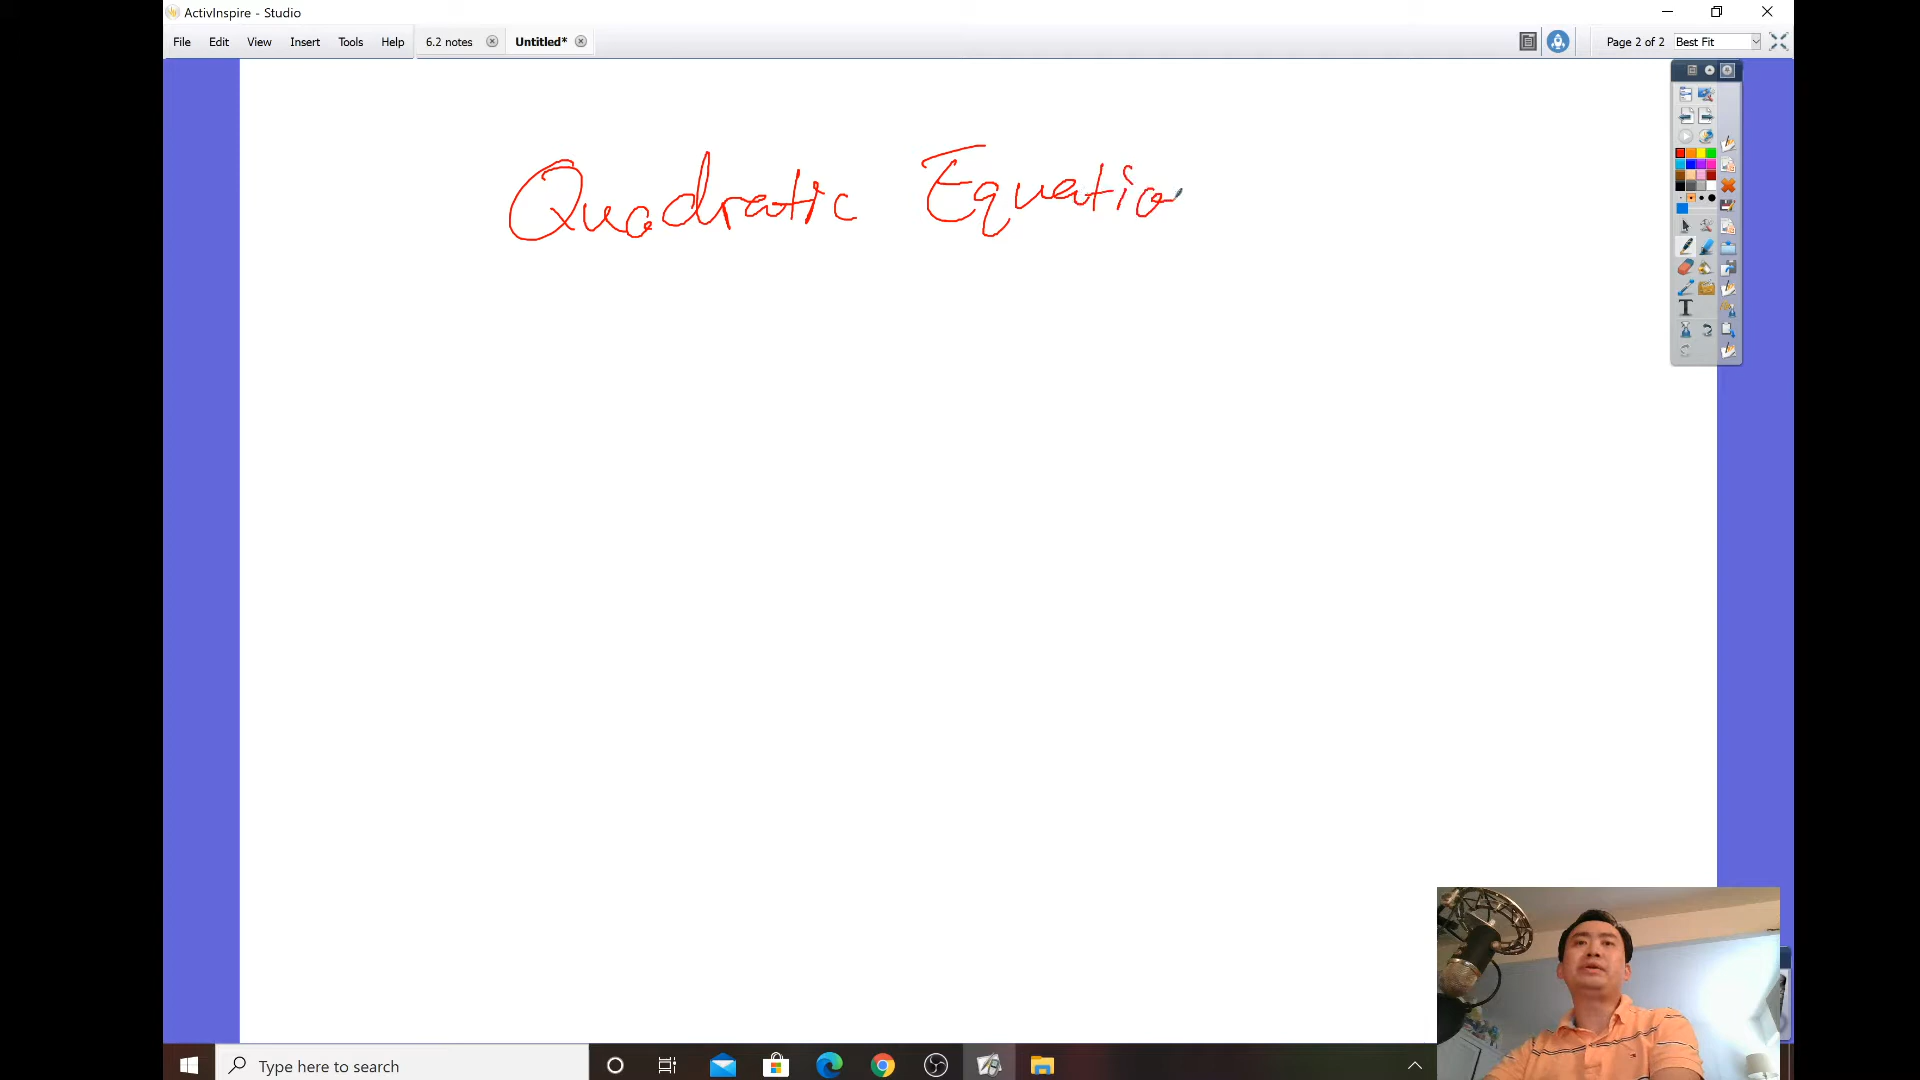 ActivInspire - Studio
File Edit View Insert Tools Help 6.2 notes Untitled* Page 2 of 2 Best Fit
Quadratic Equatio
T
Type here to search